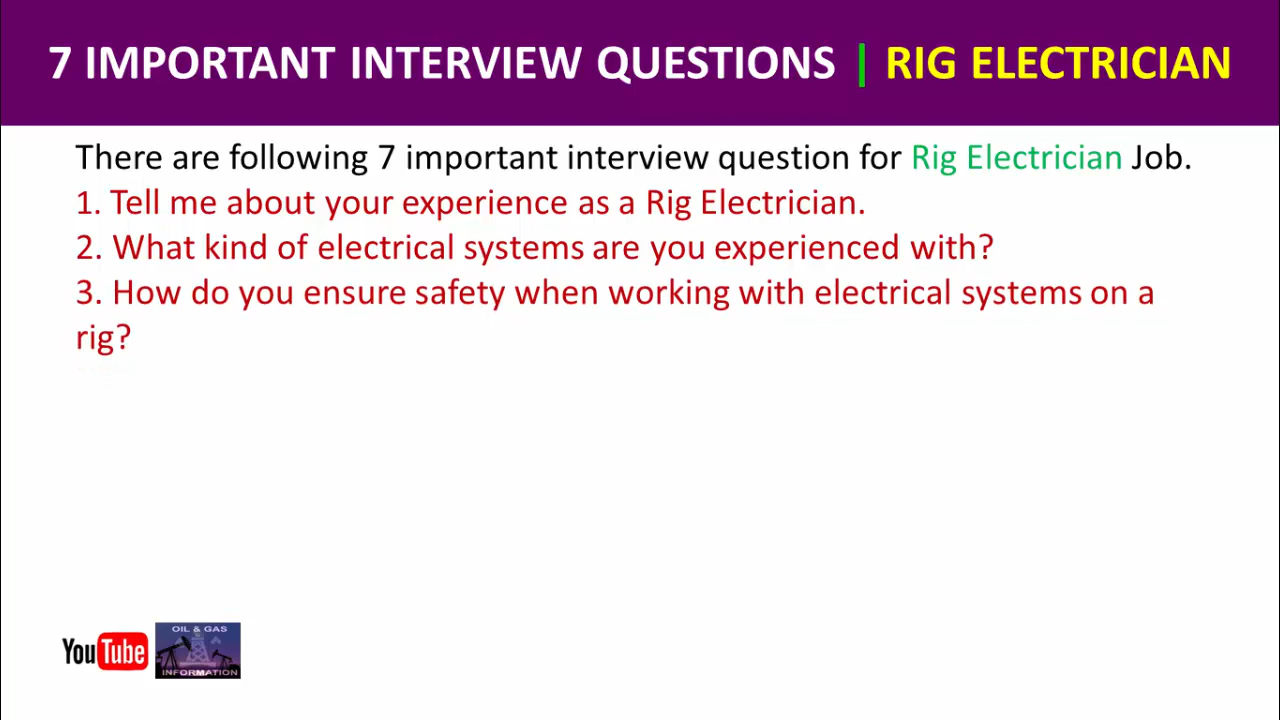 7 IMPORTANT INTERVIEW QUESTIONS | RIG ELECTRICIAN
There are following 7 important interview question for Rig Electrician Job.
1. Tell me about your experience as a Rig Electrician.
2. What kind of electrical systems are you experienced with?
3. How do you ensure safety when working with electrical systems on a
rig?
YouTube
OIL & GAS
INFORMATION